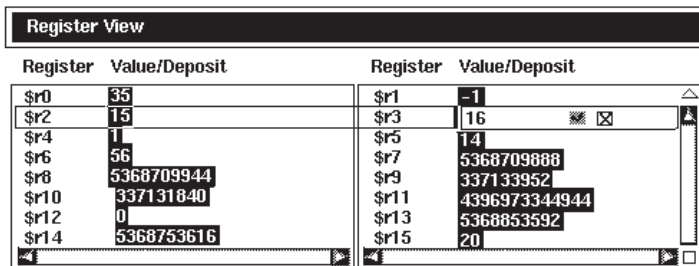 Register View
Register Value/Deposit Register Value/Deposit
$r0 35 $r1 -1
$r2 15 $r3 16
$r4 1 $r5 14
$r6 56 $r7 5368709888
$r8 5368709944 $r9 337133952
$r10 337131840 $r11 4396973344944
$r12 0 $r13 5368853592
$r14 5368753616 $r15 20